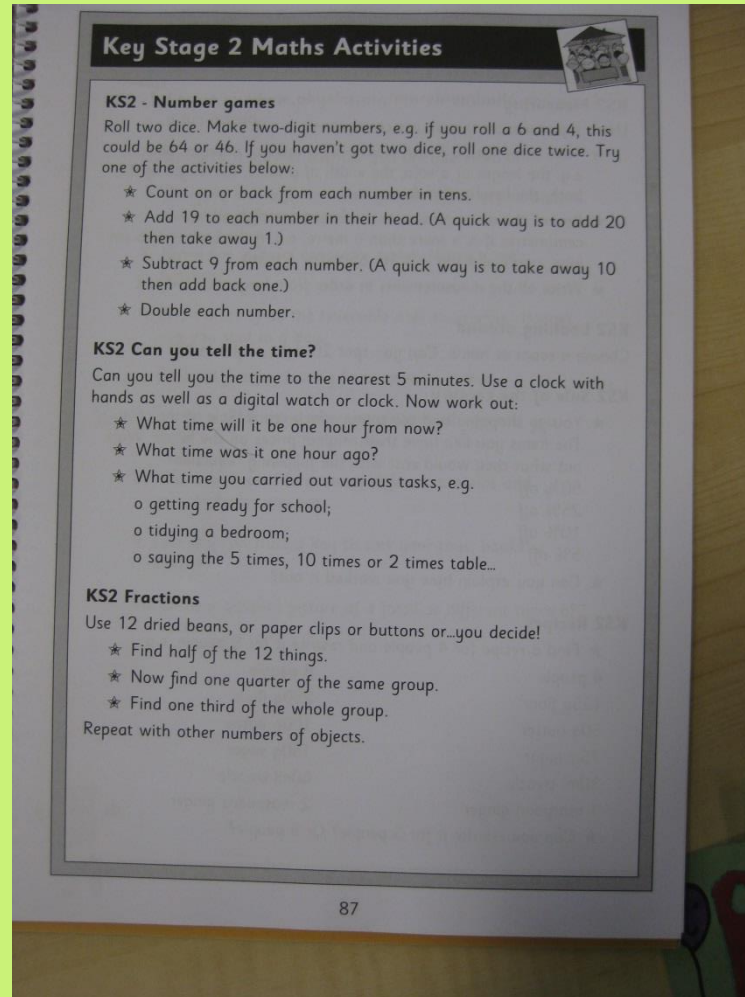 Key Stage 2 Maths Activities
KS2 - Number games
Roll two dice. Make two-digit numbers, e.g. if you roll a 6 and 4, this
could be 64 or 46. If you haven't got two dice, roll one dice twice. Try
one of the activities below:
★ Count on or back from each number in tens.
★ Add 19 to each number in their head. (A quick way is to add 20
then take away 1.)
★ Subtract 9 from each number. (A quick way is to take away 10
then add back one.)
★ Double each number.
KS2 Can you tell the time?
Can you tell you the time to the nearest 5 minutes. Use a clock with
hands as well as a digital watch or clock. Now work out:
★ What time will it be one hour from now?
★ What time was it one hour ago?
★ What time you carried out various tasks, e.g.
o getting ready for school;
o tidying a bedroom;
o saying the 5 times, 10 times or 2 times table...
KS2 Fractions
Use 12 dried beans, or paper clips or buttons or...you decide!
★ Find half of the 12 things.
★ Now find one quarter of the same group.
★ Find one third of the whole group.
Repeat with other numbers of objects.
87